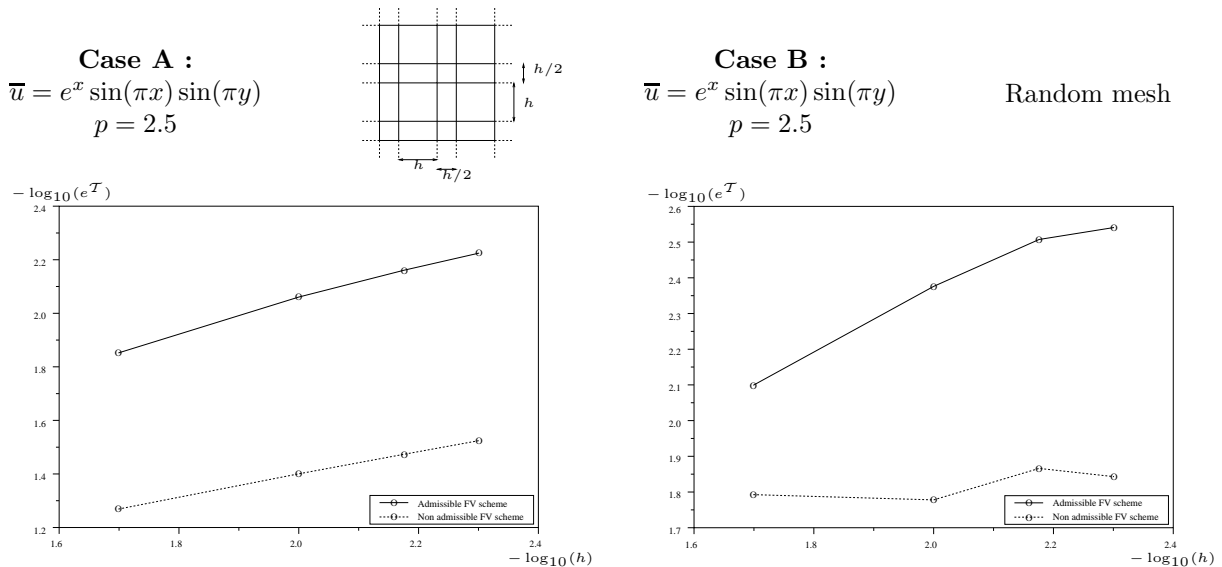 Case A :
u̅ = e^x sin(πx) sin(πy)
p = 2.5
h/2
h
h
h/2
− log₁₀(e^𝒯)
2.4
2.2
2.0
1.8
1.6
1.4
1.2
1.6
1.8
2.0
2.2
2.4
Admissible FV scheme
Non admissible FV scheme
− log₁₀(h)
Case B :
u̅ = e^x sin(πx) sin(πy)
p = 2.5
Random mesh
− log₁₀(e^𝒯)
2.6
2.5
2.4
2.3
2.2
2.1
2.0
1.9
1.8
1.7
1.6
1.8
2.0
2.2
2.4
Admissible FV scheme
Non admissible FV scheme
− log₁₀(h)